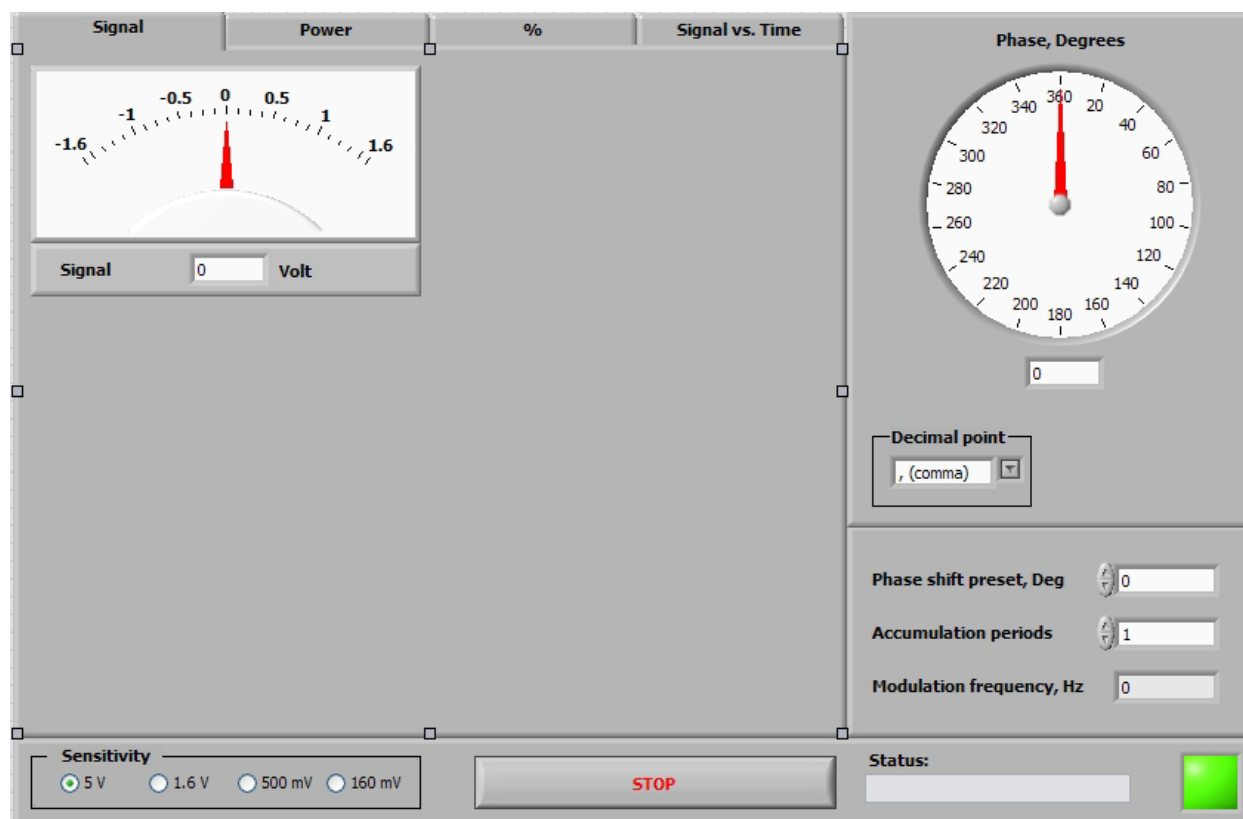 Signal
Power
%
Signal vs. Time
-1.6
-1
-0.5
0
0.5
1
1.6
Signal 0 Volt
Phase, Degrees
360
20
40
60
80
100
120
140
160
180
200
220
240
260
280
300
320
340
0
Decimal point
, (comma)
Phase shift preset, Deg 0
Accumulation periods 1
Modulation frequency, Hz 0
Sensitivity
5 V 1.6 V 500 mV 160 mV
STOP
Status: